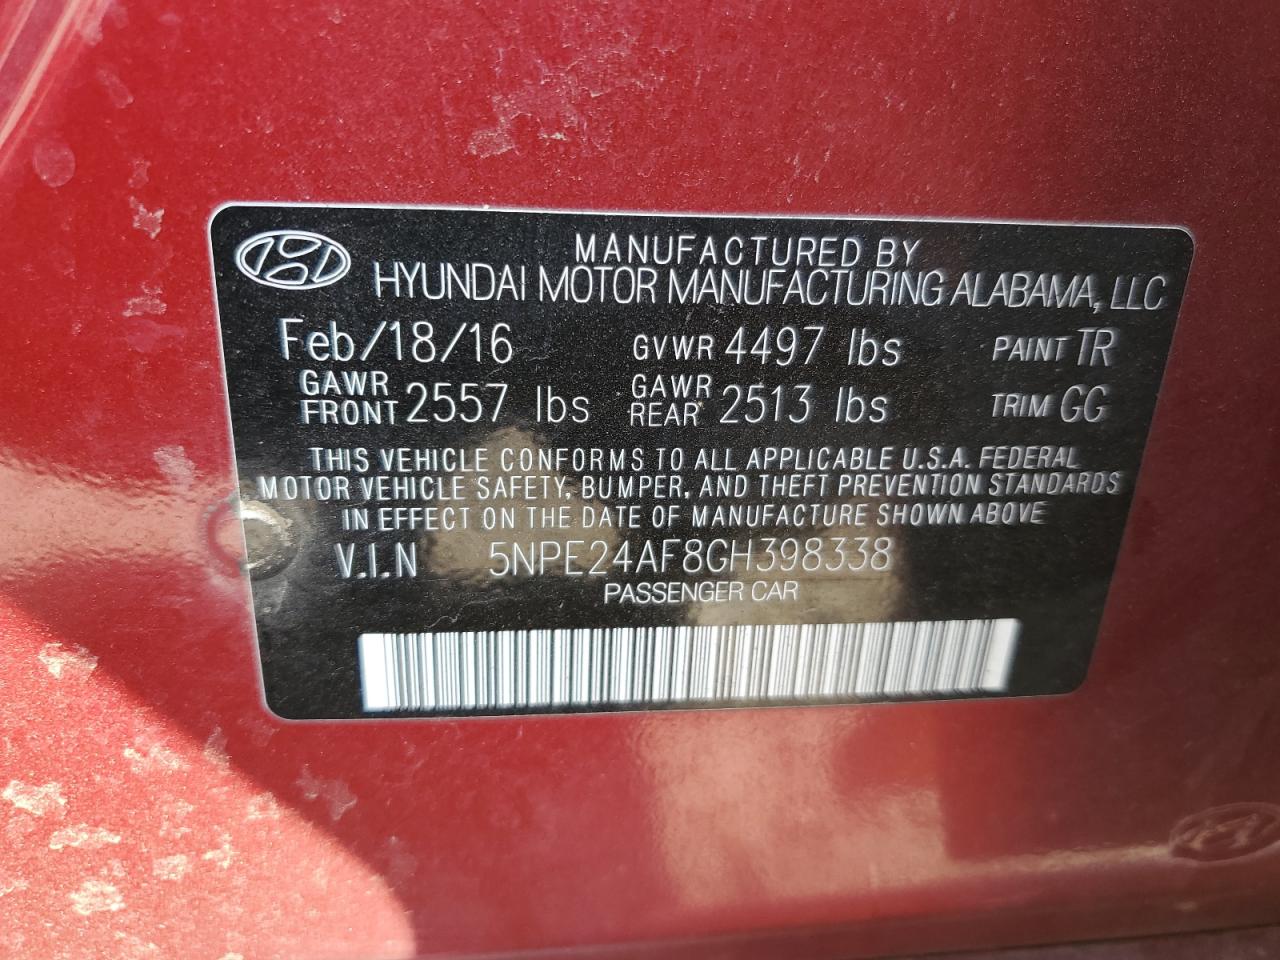 MANUFACTURED BY
HYUNDAI MOTOR MANUFACTURING ALABAMA, LLC
Feb/18/16 GVWR 4497 lbs PAINT TR
GAWR FRONT 2557 lbs GAWR REAR 2513 lbs TRIM GG
THIS VEHICLE CONFORMS TO ALL APPLICABLE U.S.A. FEDERAL
MOTOR VEHICLE SAFETY, BUMPER, AND THEFT PREVENTION STANDARDS
IN EFFECT ON THE DATE OF MANUFACTURE SHOWN ABOVE
V.I.N 5NPE24AF8GH398338
PASSENGER CAR